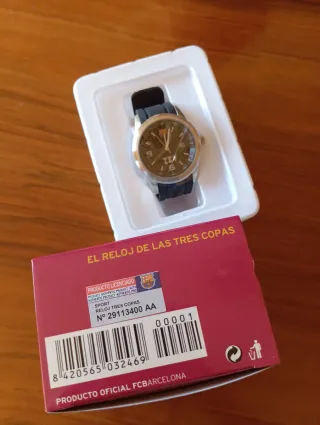 EL RELOJ DE LAS TRES COPAS
PRODUCTO LICENCIADO
SPORT
RELOJ TRES COPAS
Nº 29113400 AA
00001
8 420565 032469
PRODUCTO OFICIAL FCBARCELONA